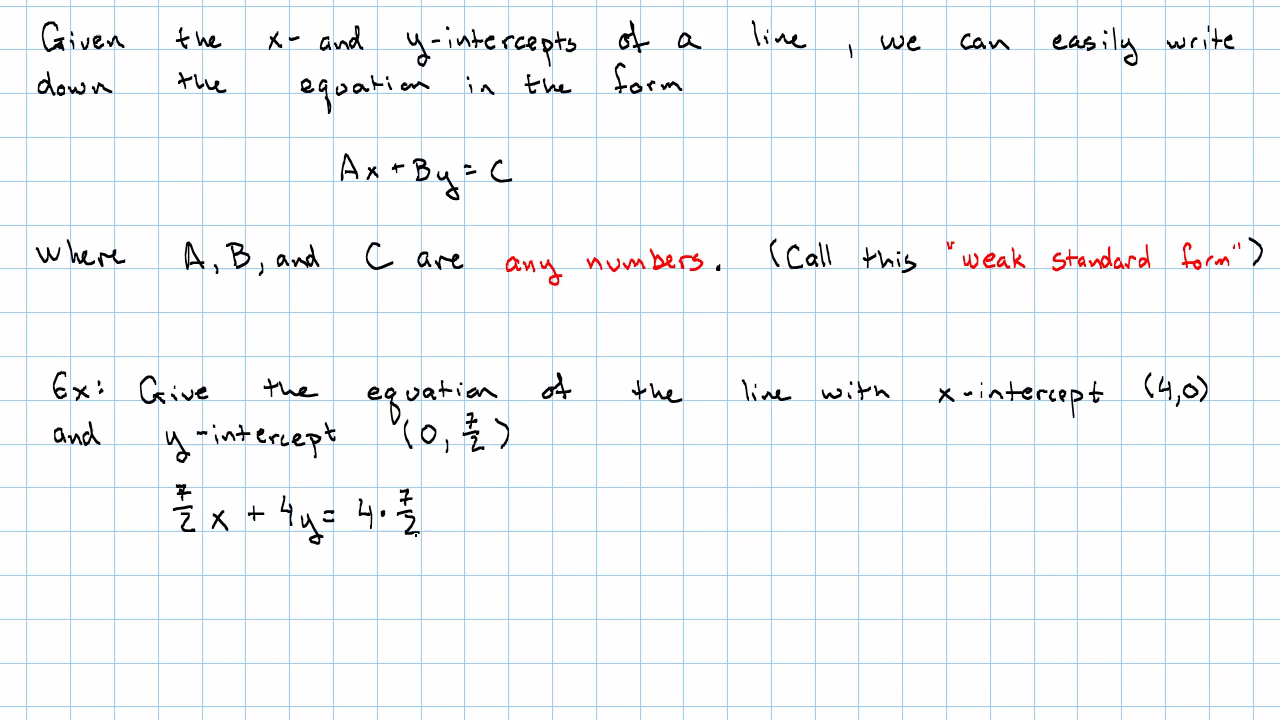 Given the x- and y-intercepts of a line, we can easily write
down the equation in the form
Ax + By = C
where A, B, and C are any numbers. (Call this "weak standard form")
Ex: Give the equation of the line with x-intercept (4,0)
and y-intercept (0, 7/2)
7/2 x + 4y = 4 · 7/2